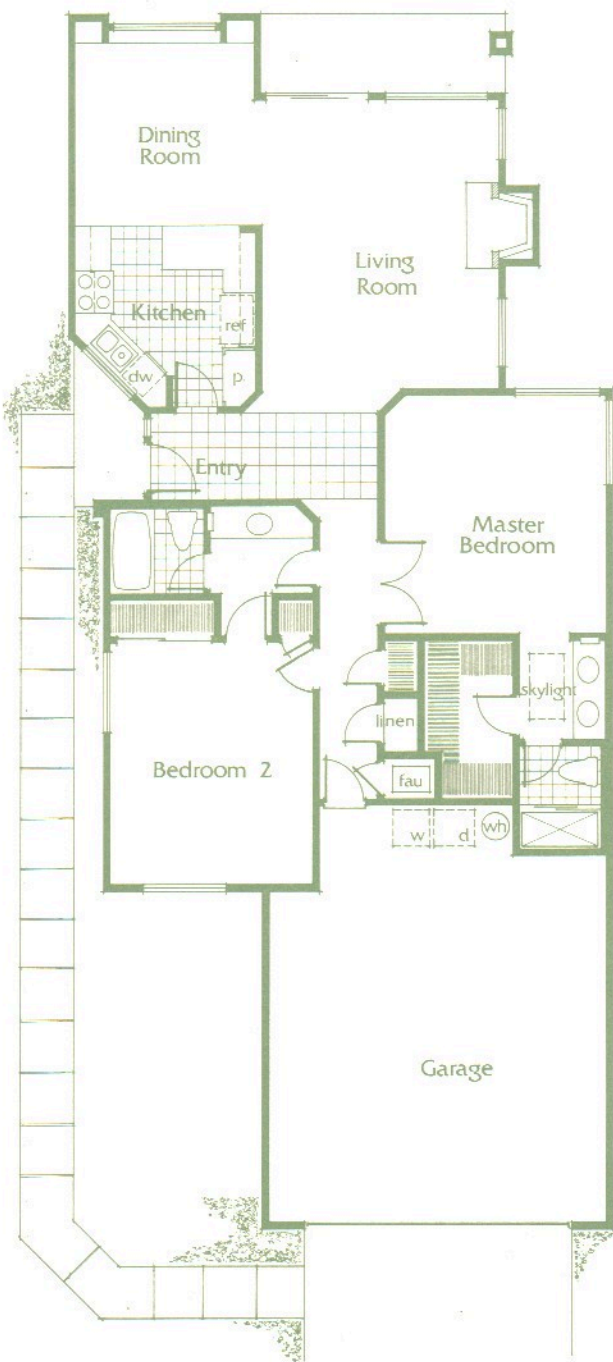 Dining
Room
Living
Room
Kitchen
ref
dw
p.
Entry
Master
Bedroom
skylight
linen
Bedroom 2
fau
w
d
wh
Garage